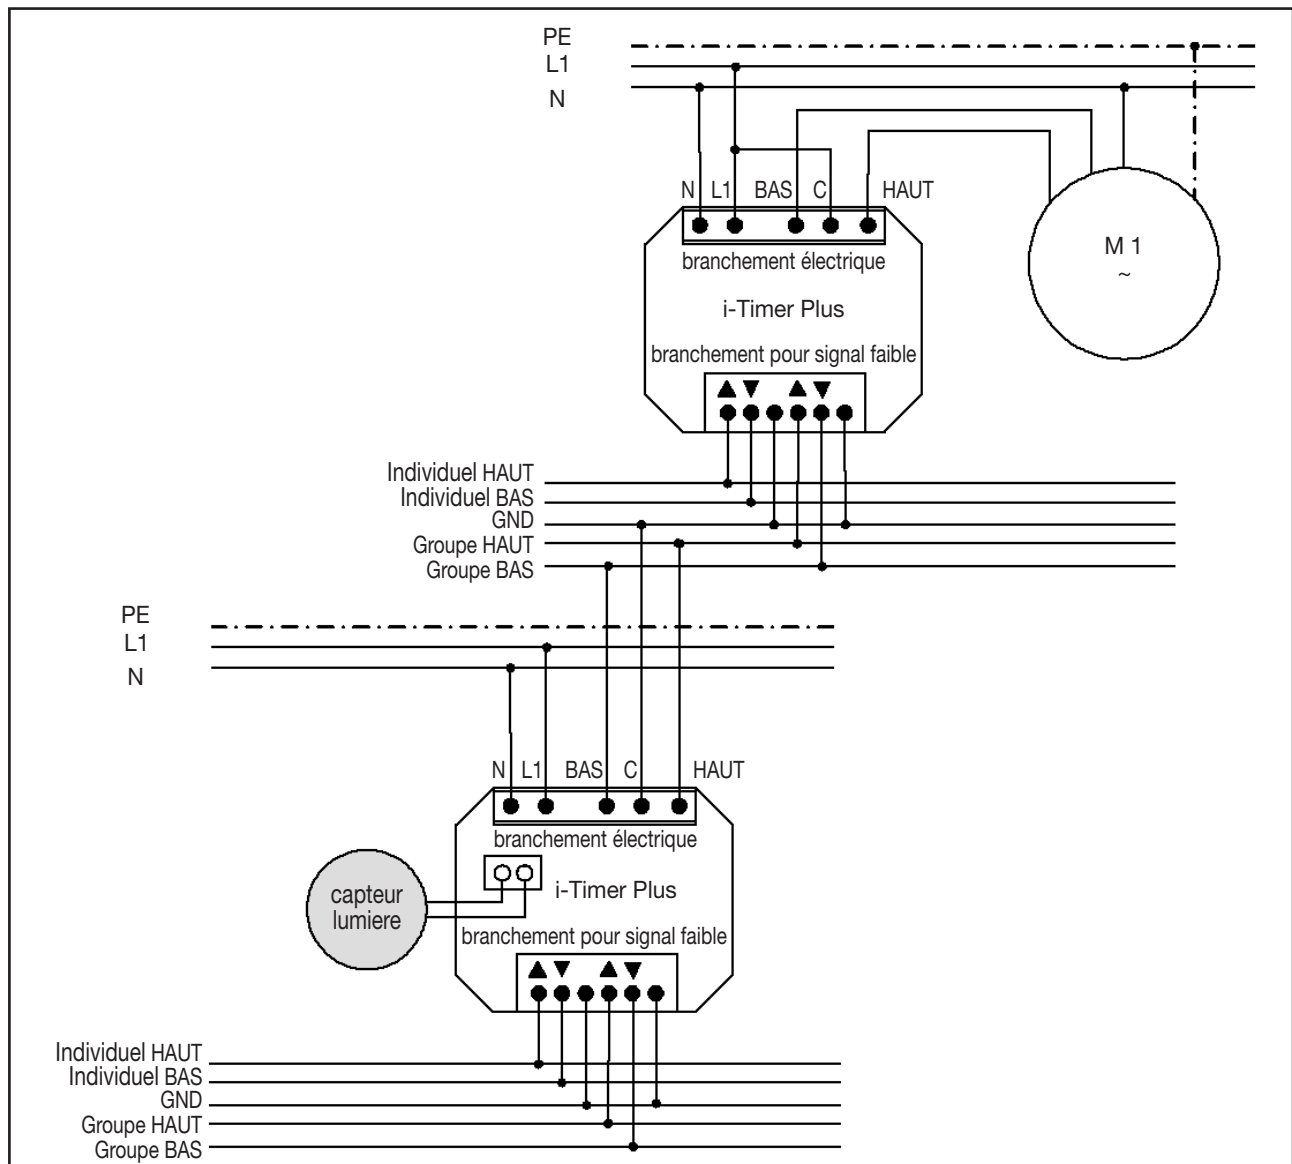 PE
L1
N
N L1 BAS C HAUT
branchement électrique
M 1
~
i-Timer Plus
branchement pour signal faible
Individuel HAUT
Individuel BAS
GND
Groupe HAUT
Groupe BAS
PE
L1
N
N L1 BAS C HAUT
branchement électrique
capteur
lumiere
i-Timer Plus
branchement pour signal faible
Individuel HAUT
Individuel BAS
GND
Groupe HAUT
Groupe BAS